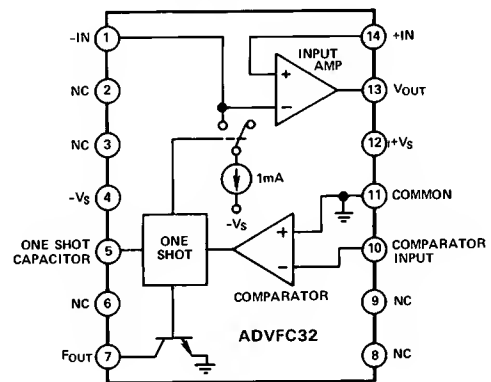 -IN 1
14 +IN
INPUT
AMP
+
−
NC 2
13 VOUT
NC 3
12 +VS
1mA
-VS 4
-VS
11 COMMON
ONE SHOT
CAPACITOR 5
ONE
SHOT
+
−
10 COMPARATOR
INPUT
COMPARATOR
NC 6
9 NC
ADVFC32
FOUT 7
8 NC